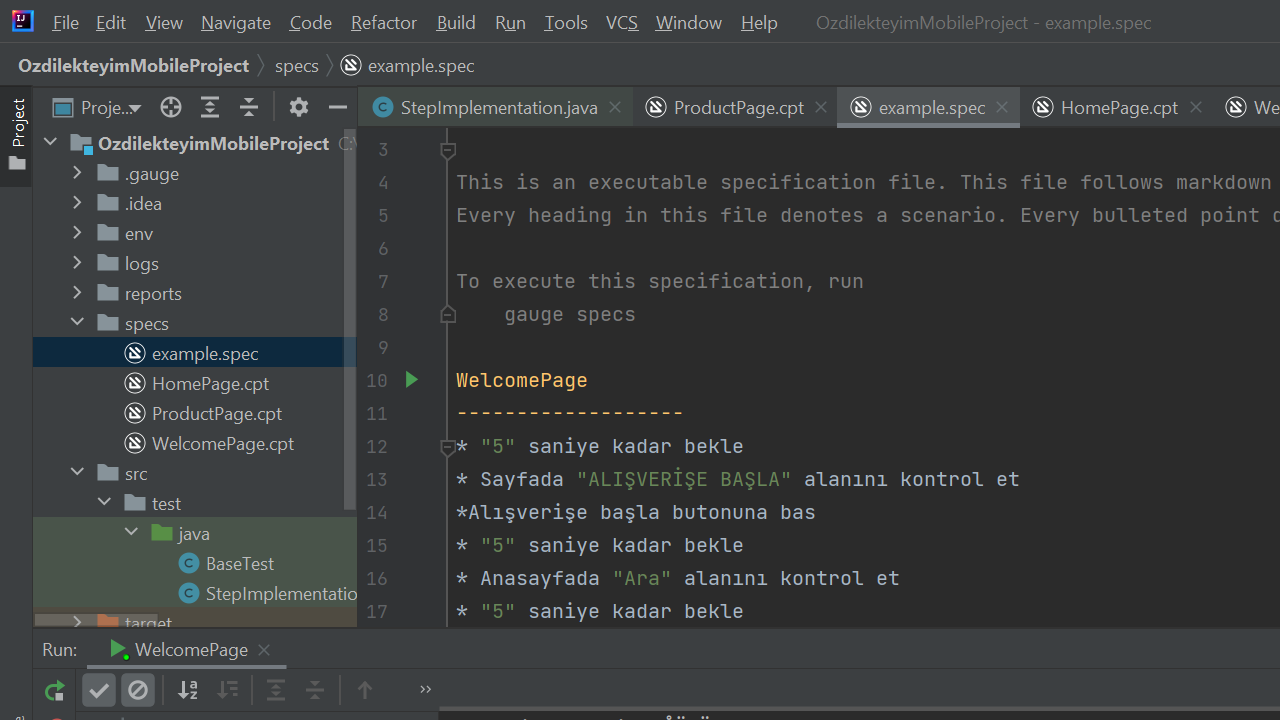 File Edit View Navigate Code Refactor Build Run Tools VCS Window Help OzdilekteyimMobileProject - example.spec
OzdilekteyimMobileProject specs example.spec
Project
Proje...
StepImplementation.java ProductPage.cpt example.spec HomePage.cpt We
OzdilekteyimMobileProject
.gauge
.idea
env
logs
reports
specs
example.spec
HomePage.cpt
ProductPage.cpt
WelcomePage.cpt
src
test
java
BaseTest
StepImplementatio
target
3
4 This is an executable specification file. This file follows markdown
5 Every heading in this file denotes a scenario. Every bulleted point
6
7 To execute this specification, run
8 gauge specs
9
10 WelcomePage
11 -------------------
12 * "5" saniye kadar bekle
13 * Sayfada "ALIŞVERİŞE BAŞLA" alanını kontrol et
14 *Alışverişe başla butonuna bas
15 * "5" saniye kadar bekle
16 * Anasayfada "Ara" alanını kontrol et
17 * "5" saniye kadar bekle
Run: WelcomePage